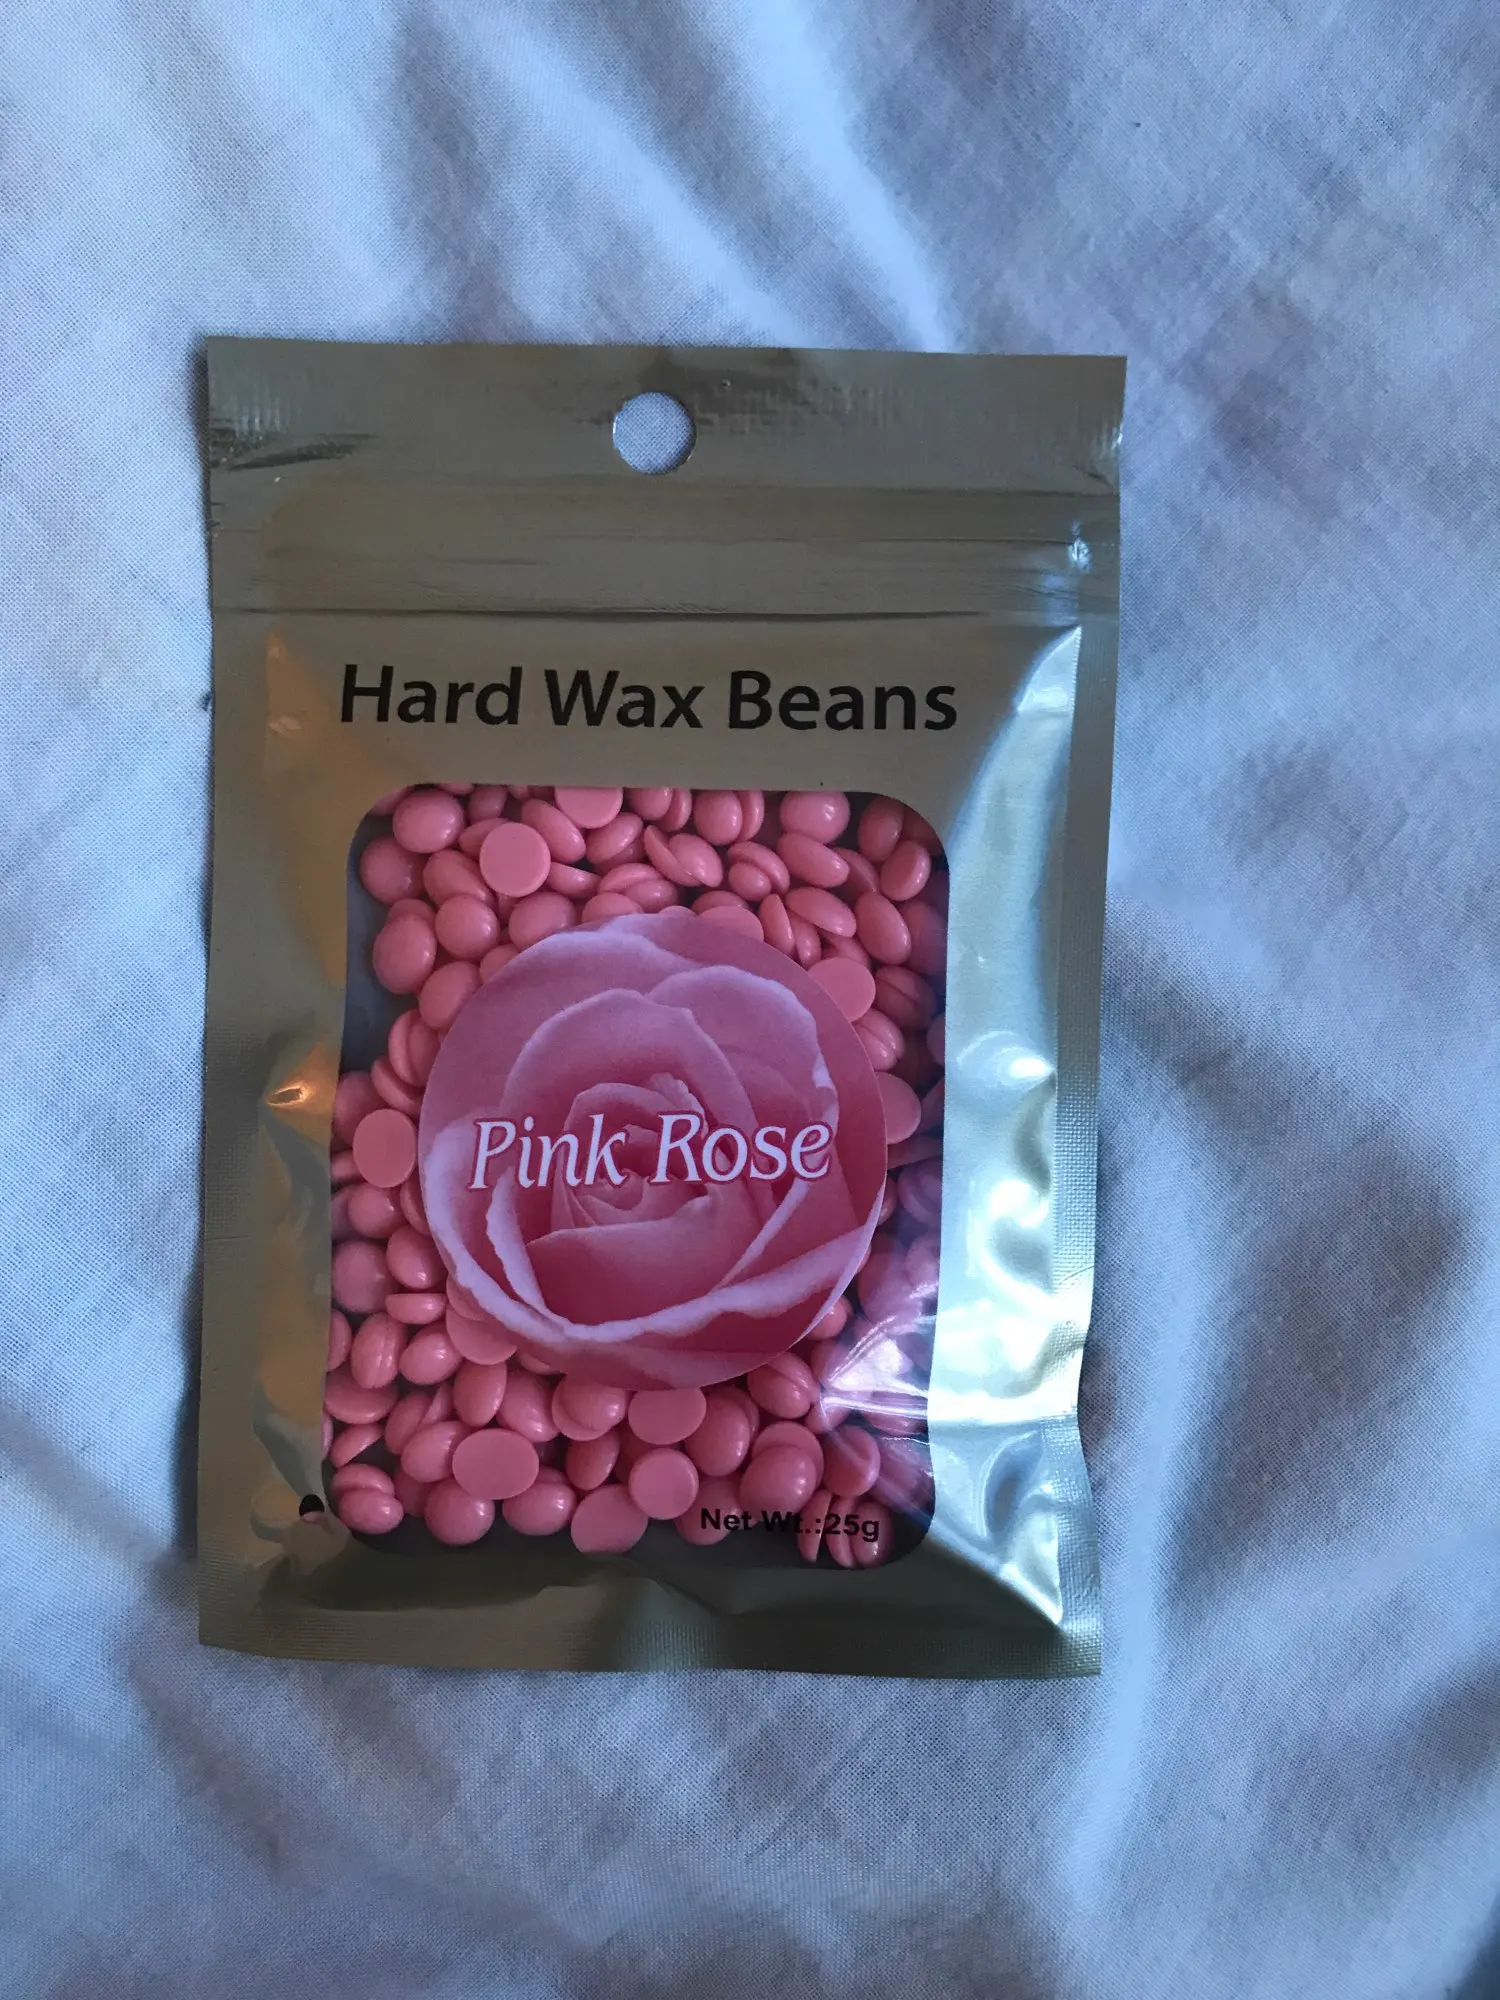 Hard Wax Beans
Pink Rose
Net Wt.:25g